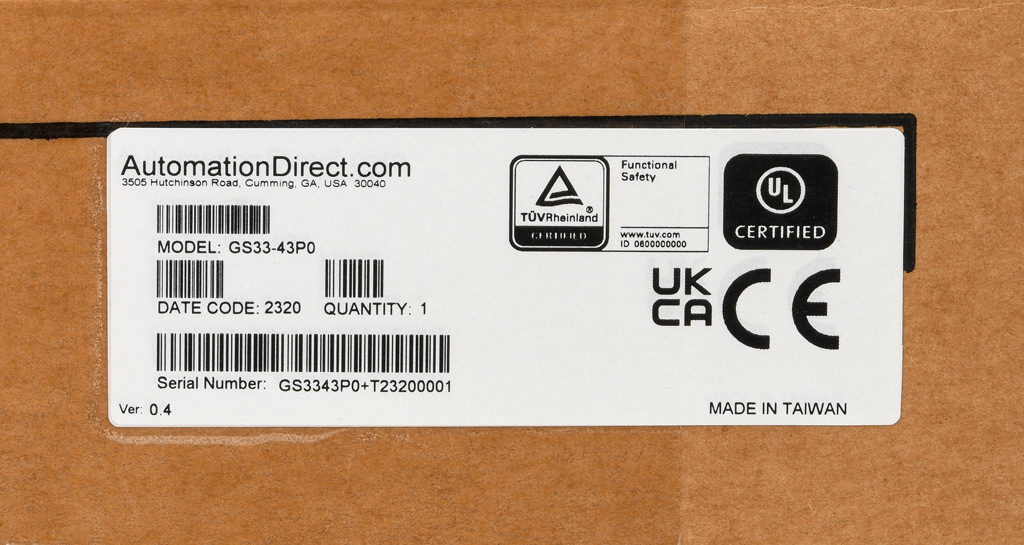 AutomationDirect.com
3505 Hutchinson Road, Cumming, GA, USA 30040
MODEL: GS33-43P0
DATE CODE: 2320 QUANTITY: 1
Serial Number: GS3343P0+T23200001
Ver: 0.4
TÜVRheinland®
CERTIFIED
Functional
Safety
www.tuv.com
ID 0600000000
UL
CERTIFIED
UK
CA
CE
MADE IN TAIWAN